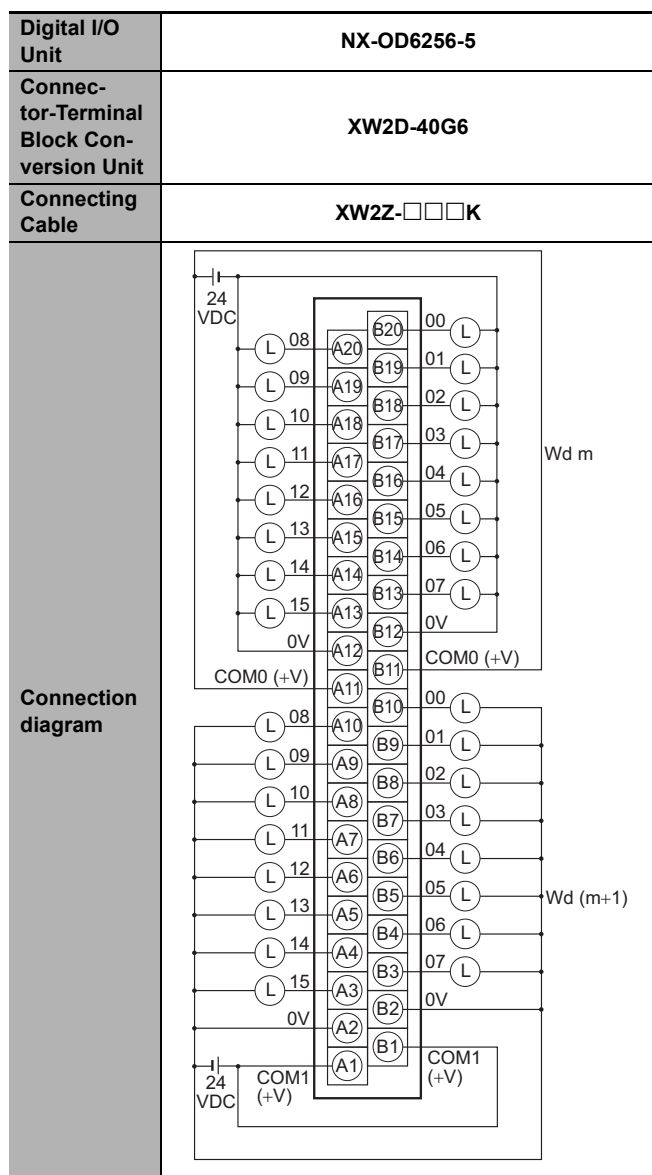 Digital I/O
Unit
NX-OD6256-5
Connec-
tor-Terminal
Block Con-
version Unit
XW2D-40G6
Connecting
Cable
XW2Z-□□□K
Connection
diagram
24
VDC
L 08 A20
B20 00 L
L 09 A19
B19 01 L
L 10 A18
B18 02 L
L 11 A17
B17 03 L
Wd m
L 12 A16
B16 04 L
L 13 A15
B15 05 L
L 14 A14
B14 06 L
L 15 A13
B13 07 L
0V A12
B12 0V
COM0 (+V) A11
B11 COM0 (+V)
L 08 A10
B10 00 L
L 09 A9
B9 01 L
L 10 A8
B8 02 L
L 11 A7
B7 03 L
L 12 A6
B6 04 L
L 13 A5
B5 05 L
Wd (m+1)
L 14 A4
B4 06 L
L 15 A3
B3 07 L
0V A2
B2 0V
24
VDC
COM1
(+V)
A1
B1
COM1
(+V)